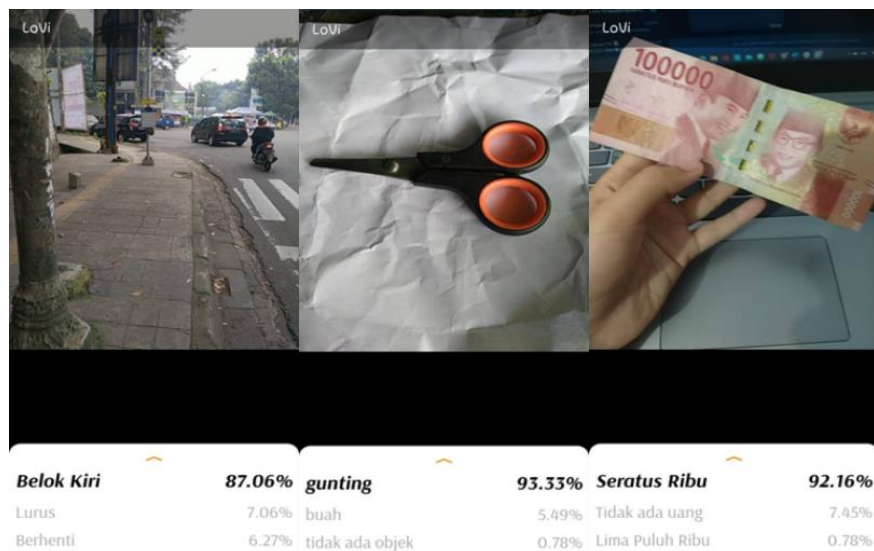 LoVi
Belok Kiri 87.06%
Lurus 7.06%
Berhenti 6.27%
LoVi
gunting 93.33%
buah 5.49%
tidak ada objek 0.78%
LoVi
100000
Seratus Ribu 92.16%
Tidak ada uang 7.45%
Lima Puluh Ribu 0.78%